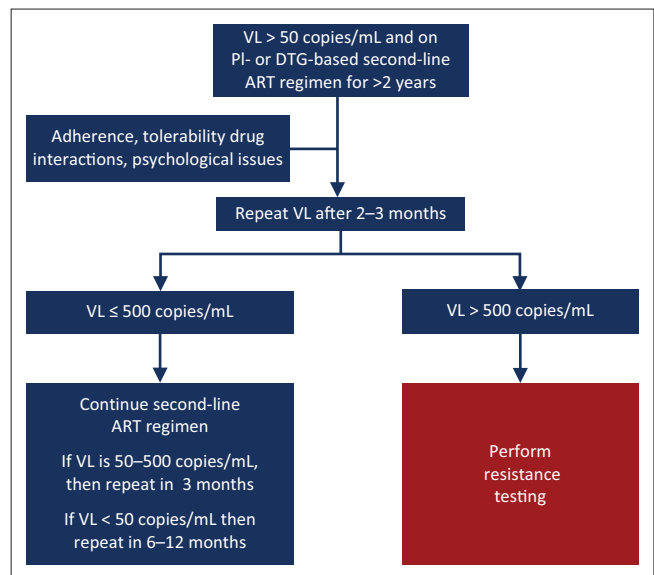 VL > 50 copies/mL and on
PI- or DTG-based second-line
ART regimen for >2 years
Adherence, tolerability drug
interactions, psychological issues
Repeat VL after 2–3 months
VL ≤ 500 copies/mL
VL > 500 copies/mL
Continue second-line
ART regimen
If VL is 50–500 copies/mL,
then repeat in 3 months
If VL < 50 copies/mL then
repeat in 6–12 months
Perform
resistance
testing